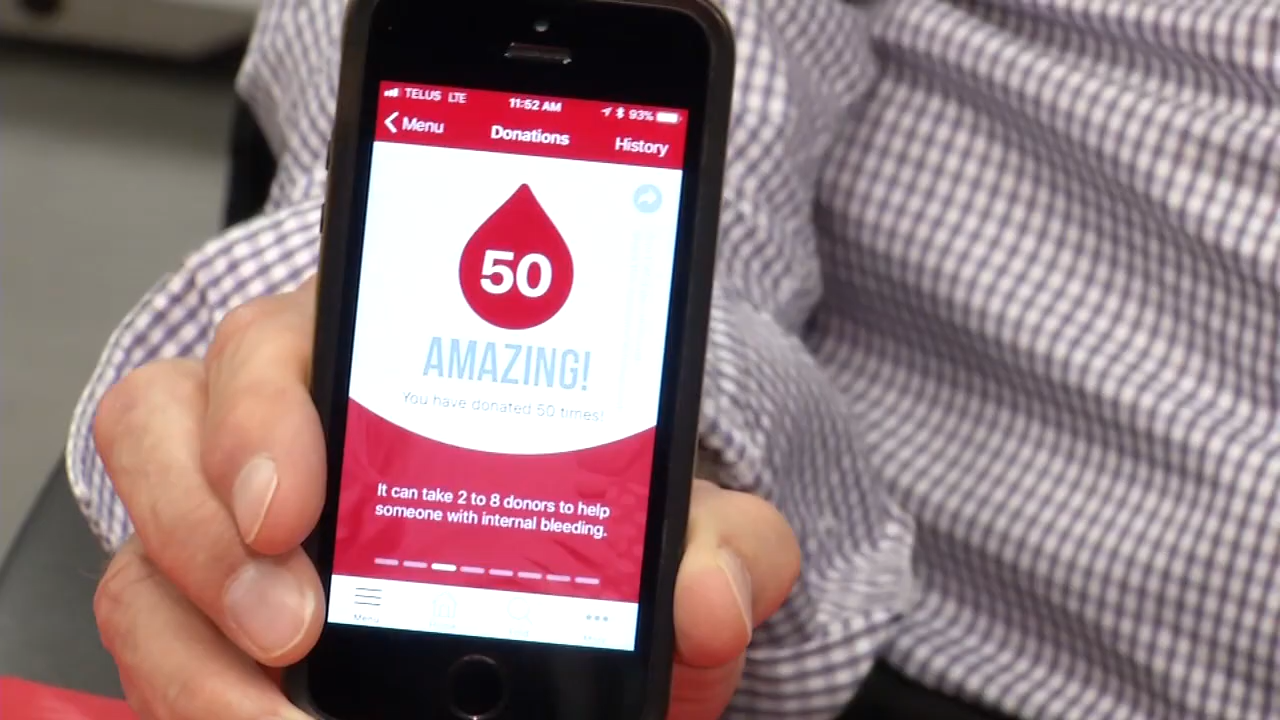 TELUS LTE 11:52 AM 93%
Menu Donations History
50
AMAZING!
You have donated 50 times!
It can take 2 to 8 donors to help
someone with internal bleeding.
Menu